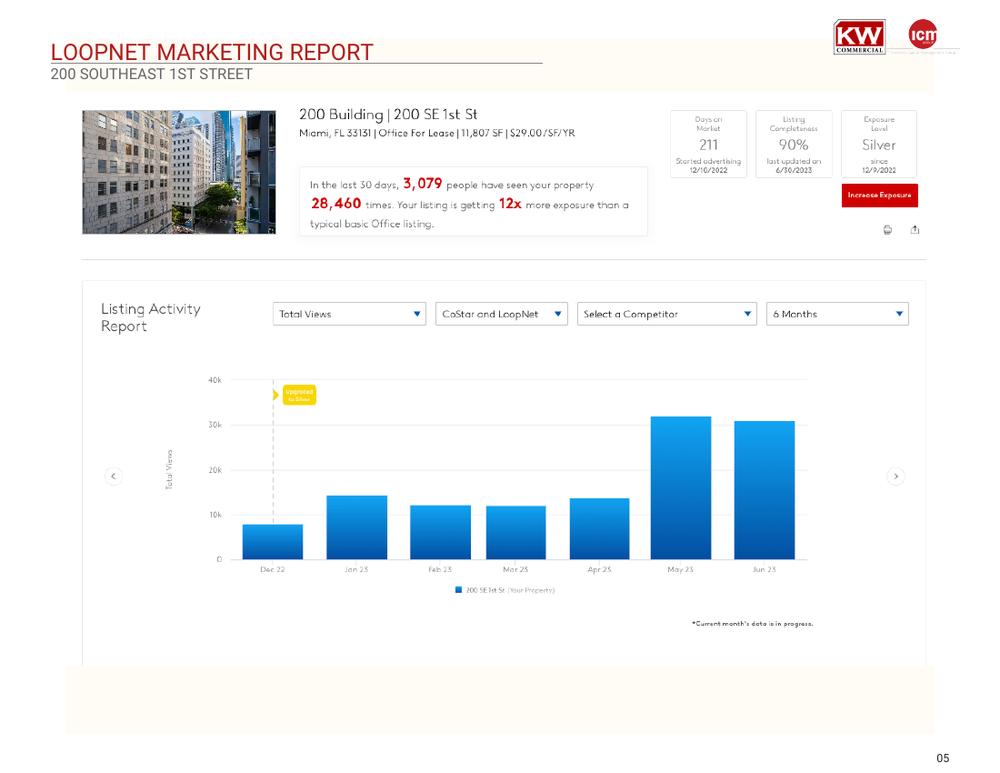 KW
COMMERCIAL
icm
LOOPNET MARKETING REPORT
200 SOUTHEAST 1ST STREET
200 Building | 200 SE 1st St
Miami, FL 33131 | Office For Lease | 11,807 SF | $29.00/SF/YR
In the last 30 days, 3,079 people have seen your property
28,460 times. Your listing is getting 12x more exposure than a
typical basic Office listing.
Days on
Market
211
Started advertising
12/10/2022
Listing
Completeness
90%
last updated on
6/30/2023
Exposure
Level
Silver
since
12/9/2022
Increase Exposure
Listing Activity
Report
Total Views
CoStar and LoopNet
Select a Competitor
6 Months
Total Views
40k
30k
20k
10k
0
Upgraded
to Silver
Dec 22
Jan 23
Feb 23
Mar 23
Apr 23
May 23
Jun 23
200 SE 1st St (Your Property)
*Current month's data is in progress.
05